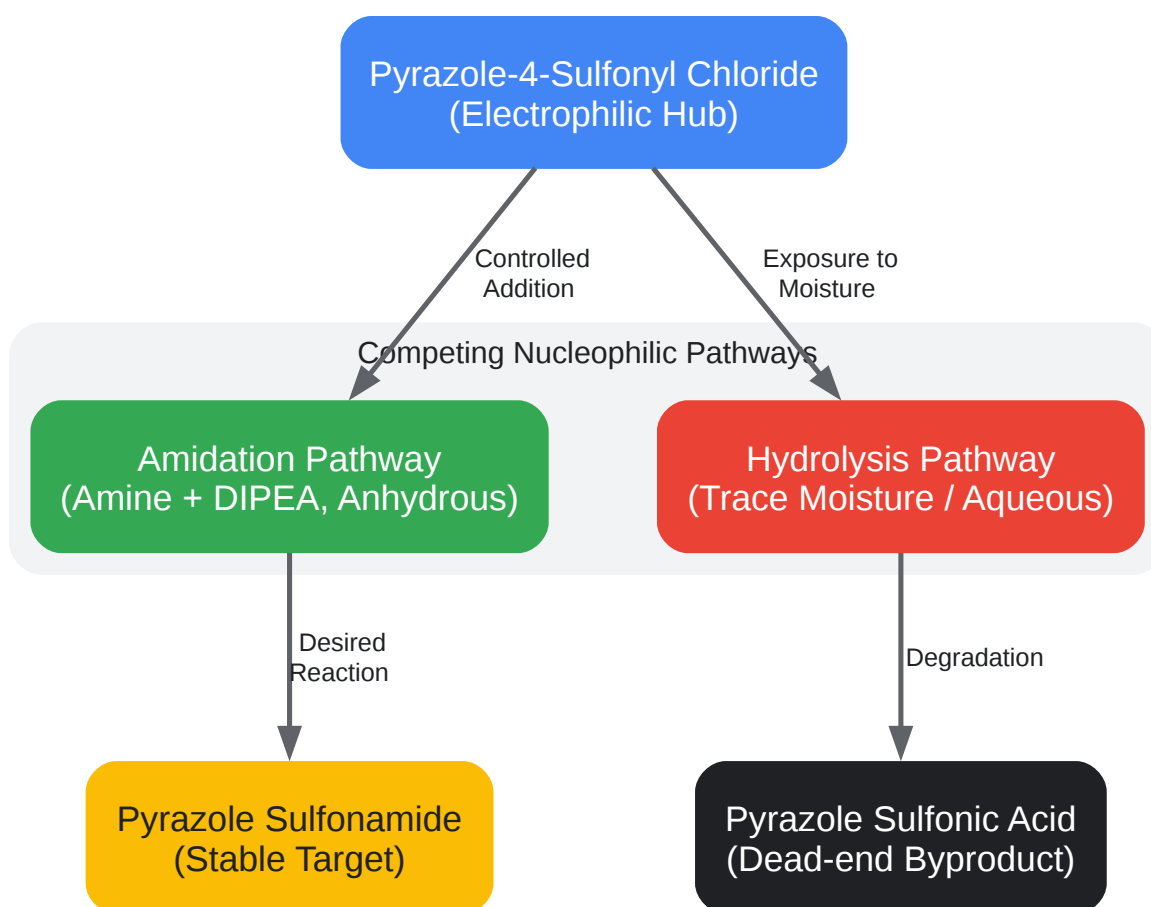 Pyrazole-4-Sulfonyl Chloride
(Electrophilic Hub)
Controlled
Addition
Exposure to
Moisture
Competing Nucleophilic Pathways
Amidation Pathway
(Amine + DIPEA, Anhydrous)
Hydrolysis Pathway
(Trace Moisture / Aqueous)
Desired
Reaction
Degradation
Pyrazole Sulfonamide
(Stable Target)
Pyrazole Sulfonic Acid
(Dead-end Byproduct)